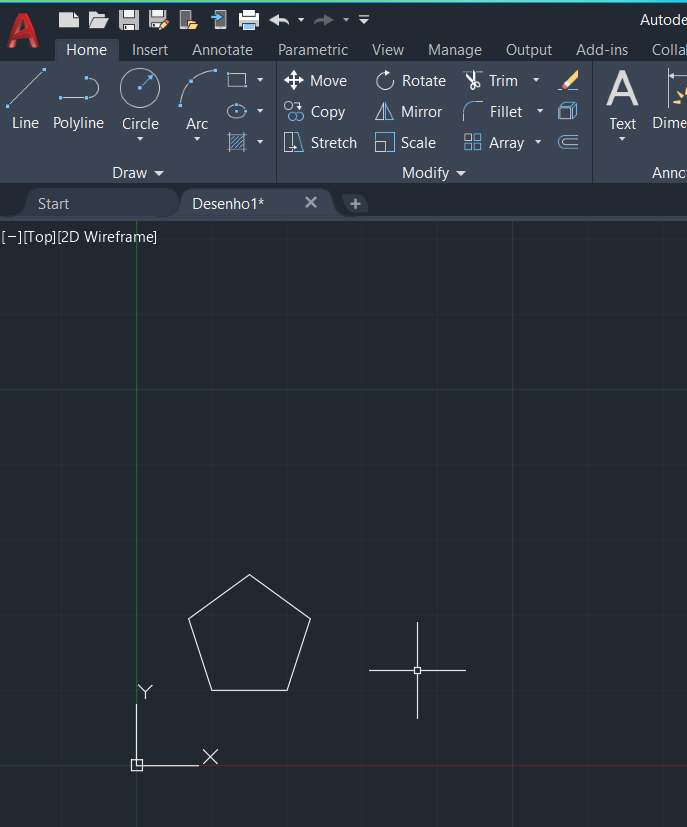 Autode
Home Insert Annotate Parametric View Manage Output Add-ins Colla
Line Polyline Circle Arc Move Rotate Trim
Copy Mirror Fillet
Stretch Scale Array
Text Dime
Draw Modify Anno
Start Desenho1*
[−][Top][2D Wireframe]
Y
X